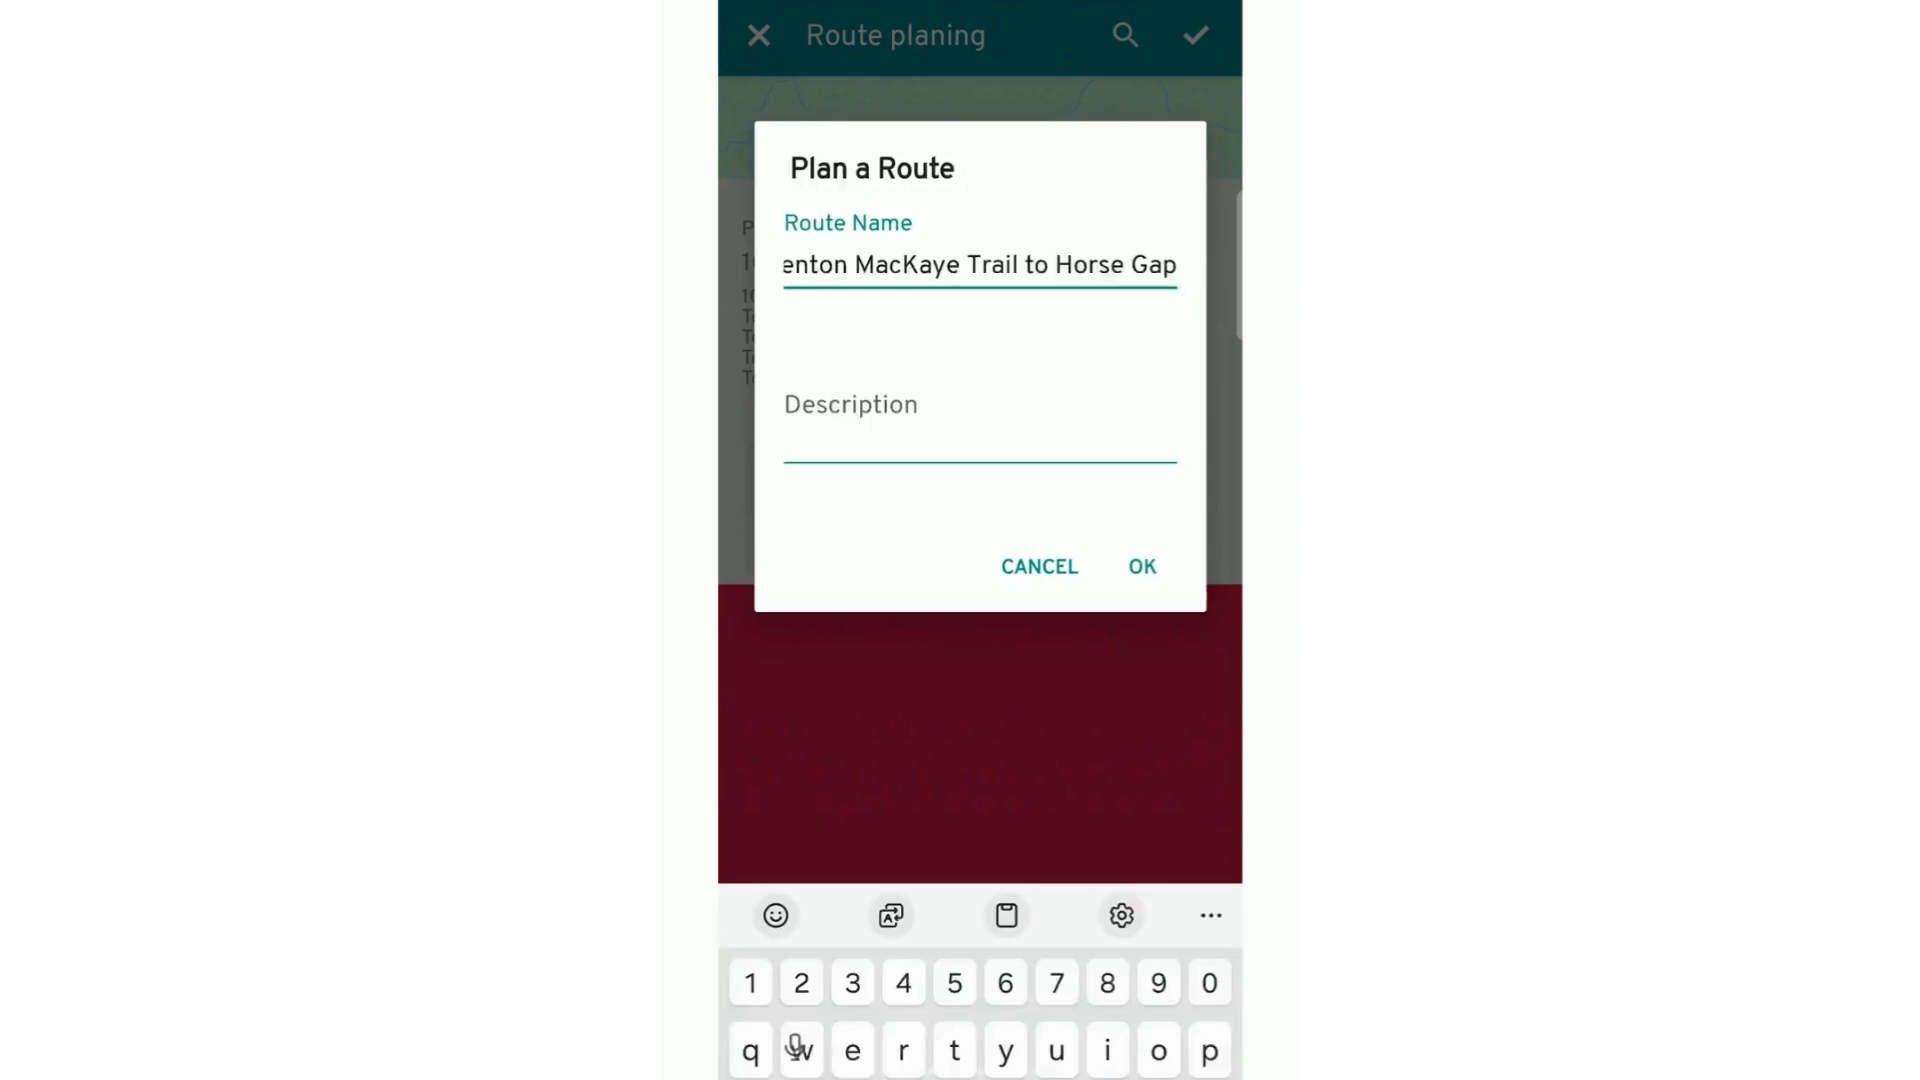 Route planing
Plan a Route
Route Name
enton MacKaye Trail to Horse Gap
Description
CANCEL OK
1 2 3 4 5 6 7 8 9 0
q w e r t y u i o p